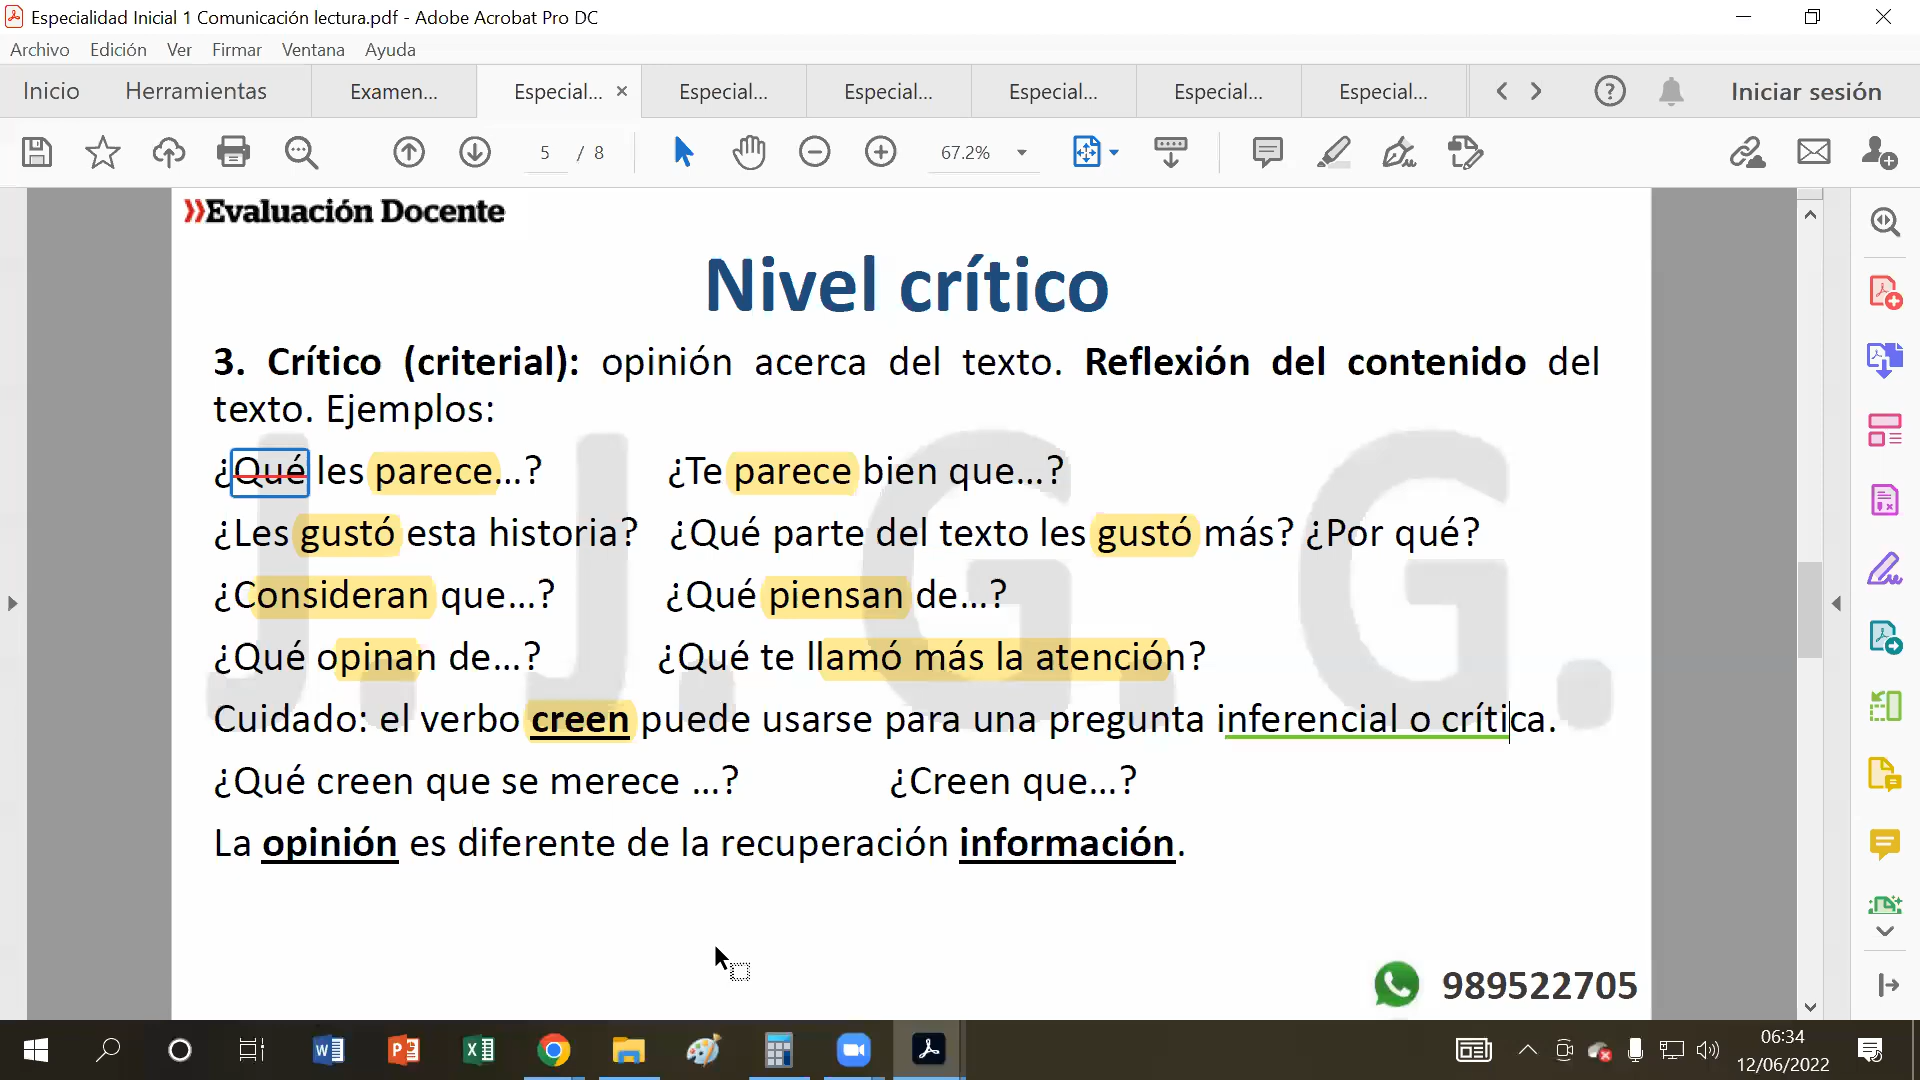 Especialidad Inicial 1 Comunicación lectura.pdf - Adobe Acrobat Pro DC
Archivo Edición Ver Firmar Ventana Ayuda
Inicio Herramientas Examen... Especial... Especial... Especial... Especial... Especial... Especial... Iniciar sesión
5 / 8 67.2%
Evaluación Docente
Nivel crítico
3. Crítico (criterial): opinión acerca del texto. Reflexión del contenido del
texto. Ejemplos:
¿Qué les parece...? ¿Te parece bien que...?
¿Les gustó esta historia? ¿Qué parte del texto les gustó más? ¿Por qué?
¿Consideran que...? ¿Qué piensan de...?
¿Qué opinan de...? ¿Qué te llamó más la atención?
Cuidado: el verbo creen puede usarse para una pregunta inferencial o crítica.
¿Qué creen que se merece ...? ¿Creen que...?
La opinión es diferente de la recuperación información.
J. J. G. G.
989522705
06:34
12/06/2022